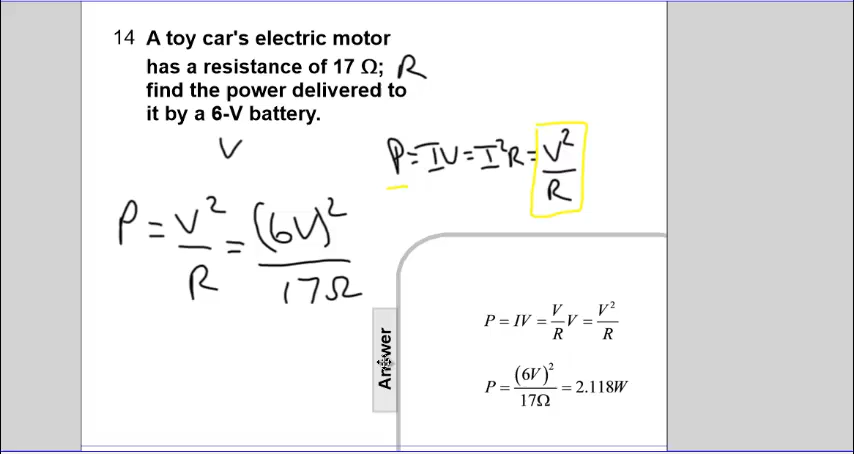 14 A toy car's electric motor
has a resistance of 17 Ω; R
find the power delivered to
it by a 6-V battery.
V
P = IV = I²R = V²/R
P = V²/R = (6V)²/17Ω
Answer
P = IV = V/R V = V²/R
P = (6V)²/17Ω = 2.118W